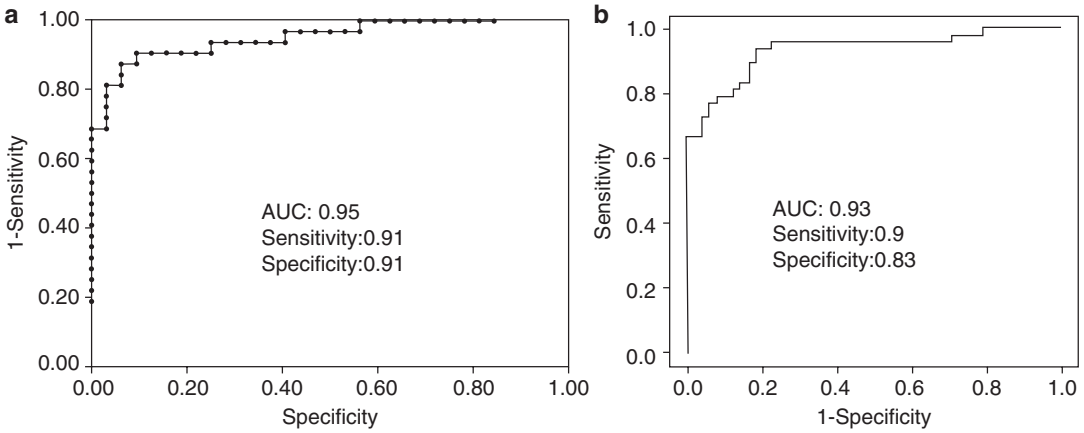 a
1.00
0.80
0.60
0.40
0.20
0.00
1-Sensitivity
AUC: 0.95
Sensitivity:0.91
Specificity:0.91
0.00 0.20 0.40 0.60 0.80 1.00
Specificity
b
1.0
0.8
0.6
0.4
0.2
0.0
Sensitivity
AUC: 0.93
Sensitivity:0.9
Specificity:0.83
0.0 0.2 0.4 0.6 0.8 1.0
1-Specificity